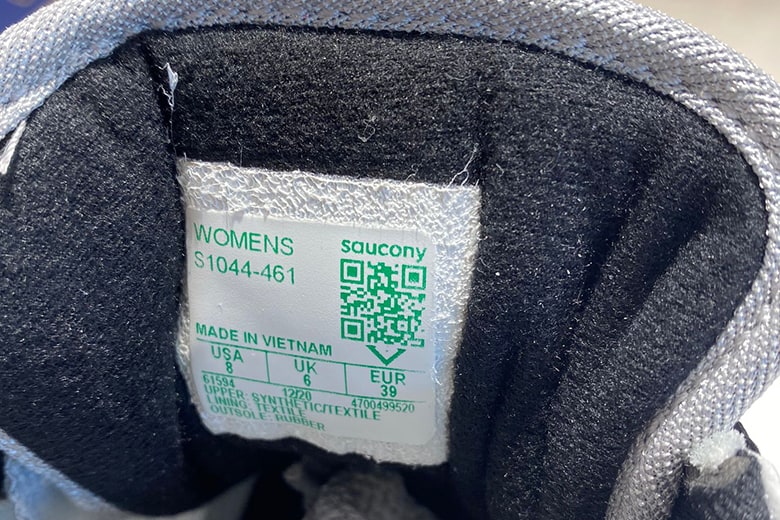 WOMENS
S1044-461
saucony
MADE IN VIETNAM
USA UK EUR
8 6 39
61594 12/20 4700499520
UPPER: SYNTHETIC/TEXTILE
LINING: TEXTILE
OUTSOLE: RUBBER